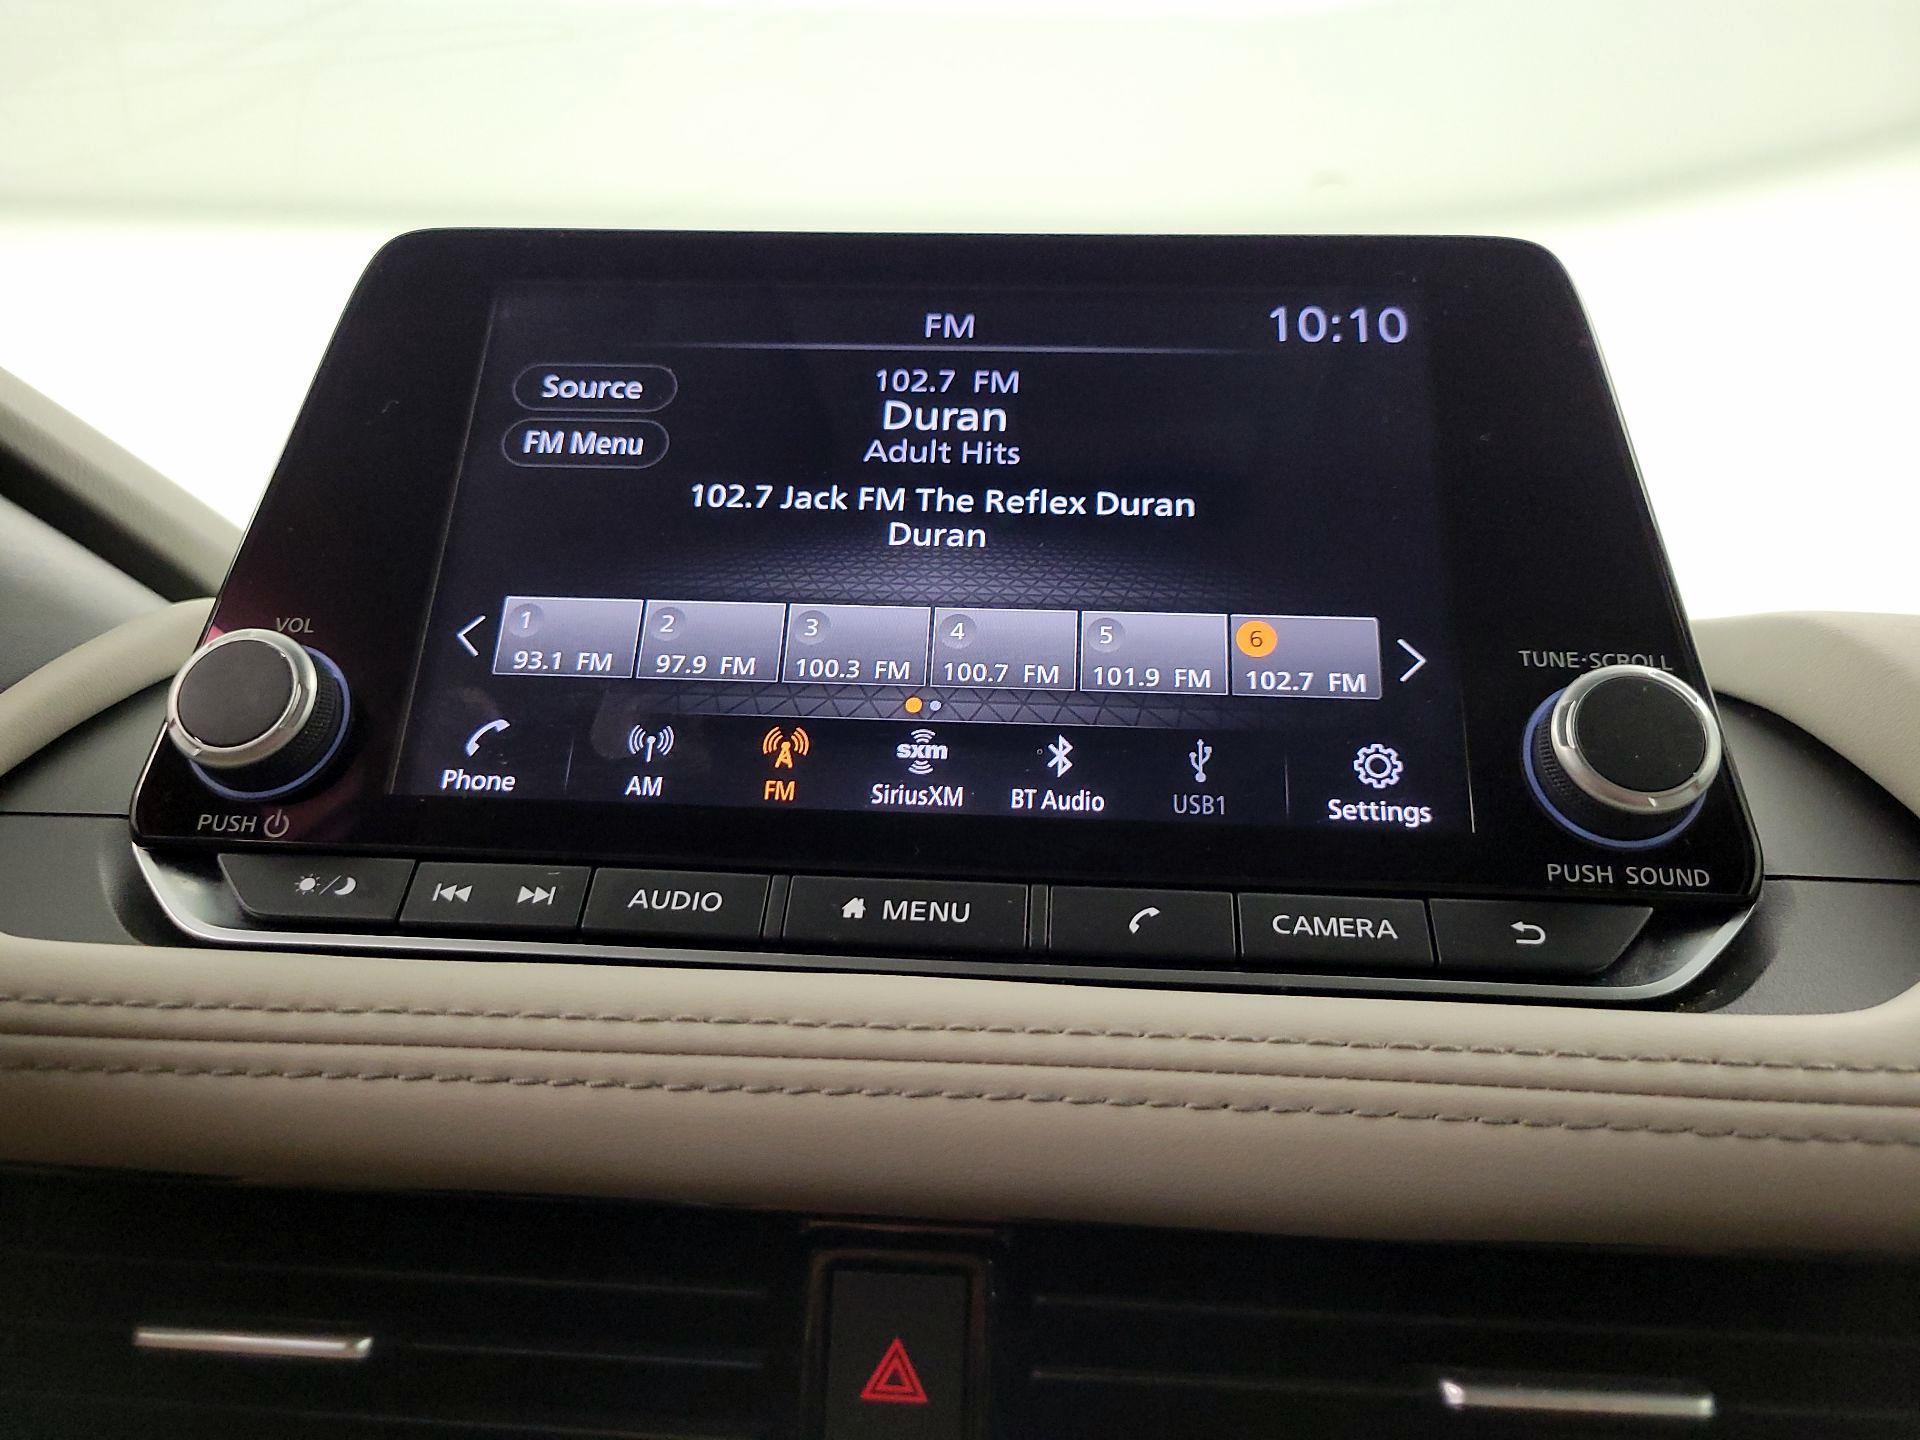 FM
10:10
Source
102.7 FM
Duran
FM Menu
Adult Hits
102.7 Jack FM The Reflex Duran
Duran
1
93.1 FM
2
97.9 FM
3
100.3 FM
4
100.7 FM
5
101.9 FM
6
102.7 FM
VOL
TUNE·SCROLL
Phone
AM
FM
sxm
SiriusXM
BT Audio
USB1
Settings
PUSH
PUSH SOUND
AUDIO
MENU
CAMERA